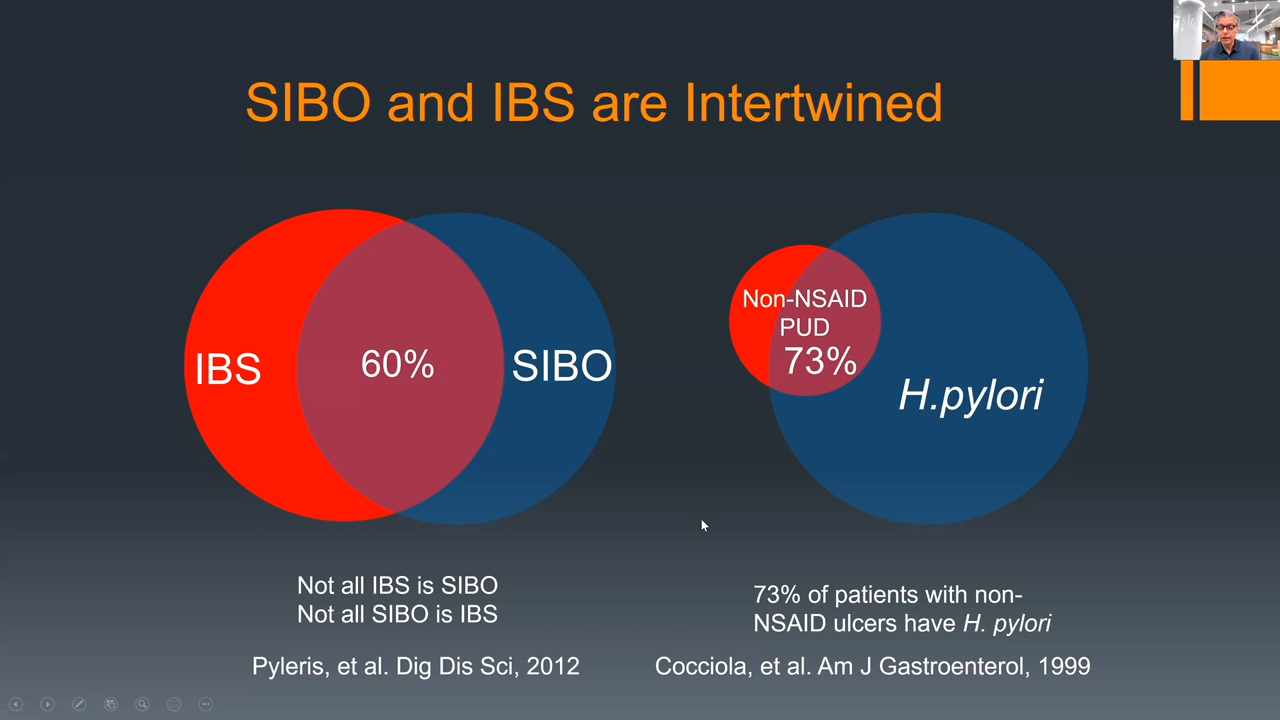 SIBO and IBS are Intertwined
IBS
60%
SIBO
Non-NSAID
PUD
73%
H.pylori
Not all IBS is SIBO
Not all SIBO is IBS
Pyleris, et al. Dig Dis Sci, 2012
73% of patients with non-
NSAID ulcers have H. pylori
Cocciola, et al. Am J Gastroenterol, 1999